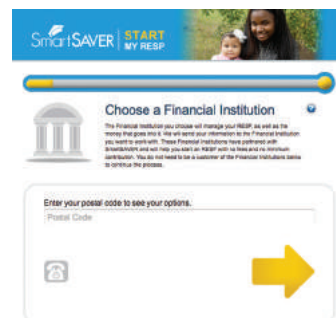 SmartSAVER START
MY RESP
Choose a Financial Institution
The Financial Institution you choose will manage your RESP, as well as the
money that goes into it. We will send your information to the Financial Institution
you want to work with. These Financial Institutions have partnered with
SmartSAVER and will help you start an RESP with no fees and no minimum
contribution. You do not need to be a customer of the Financial Institutions below
to continue the process.
Enter your postal code to see your options.
Postal Code